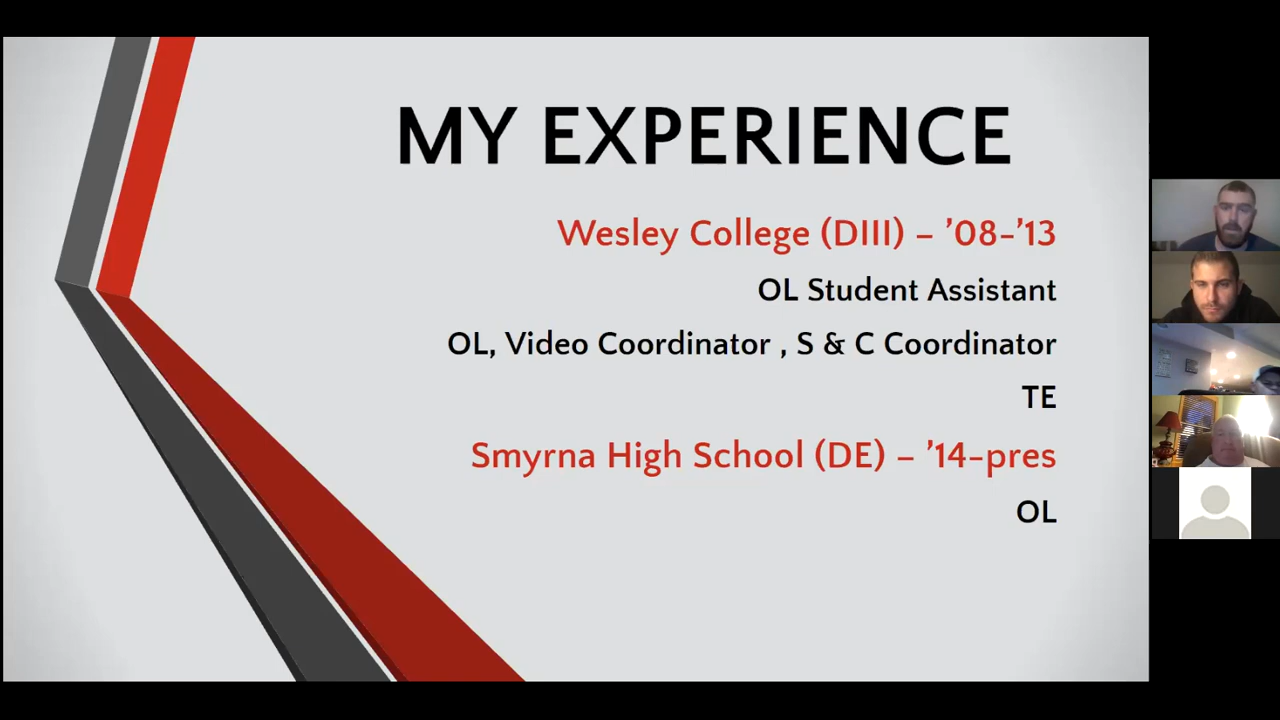 MY EXPERIENCE
Wesley College (DIII) – ’08-’13
OL Student Assistant
OL, Video Coordinator , S & C Coordinator
TE
Smyrna High School (DE) – ’14-pres
OL